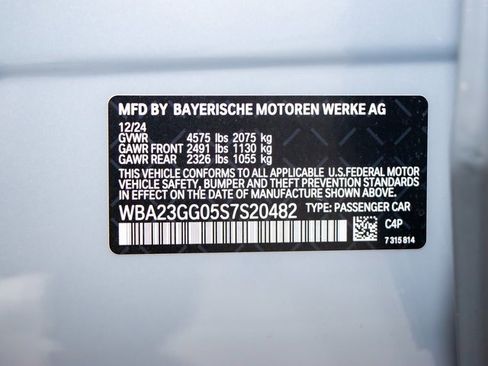 MFD BY BAYERISCHE MOTOREN WERKE AG
12/24
GVWR 4575 lbs 2075 kg
GAWR FRONT 2491 lbs 1130 kg
GAWR REAR 2326 lbs 1055 kg
THIS VEHICLE CONFORMS TO ALL APPLICABLE U.S.FEDERAL MOTOR
VEHICLE SAFETY, BUMPER AND THEFT PREVENTION STANDARDS
IN EFFECT ON THE DATE OF MANUFACTURE SHOWN ABOVE.
WBA23GG05S7S20482 TYPE: PASSENGER CAR
C4P
7 315 814